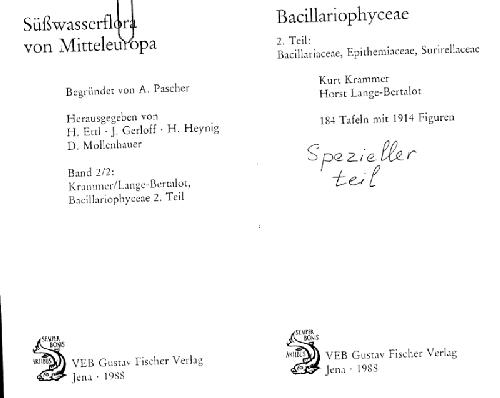 Süßwasserflora
von Mitteleuropa
Begründet von A. Pascher
Herausgegeben von
H. Ettl · J. Gerloff · H. Heynig
D. Mollenhauer
Band 2/2:
Krammer/Lange-Bertalot,
Bacillariophyceae 2. Teil
SEMPER
BONIS
ARTIBUS
VEB Gustav Fischer Verlag
Jena · 1988
Bacillariophyceae
2. Teil:
Bacillariaceae, Epithemiaceae, Surirellaceae
Kurt Krammer
Horst Lange-Bertalot
184 Tafeln mit 1914 Figuren
Spezieller
teil
SEMPER
BONIS
ARTIBUS
VEB Gustav Fischer Verlag
Jena · 1988